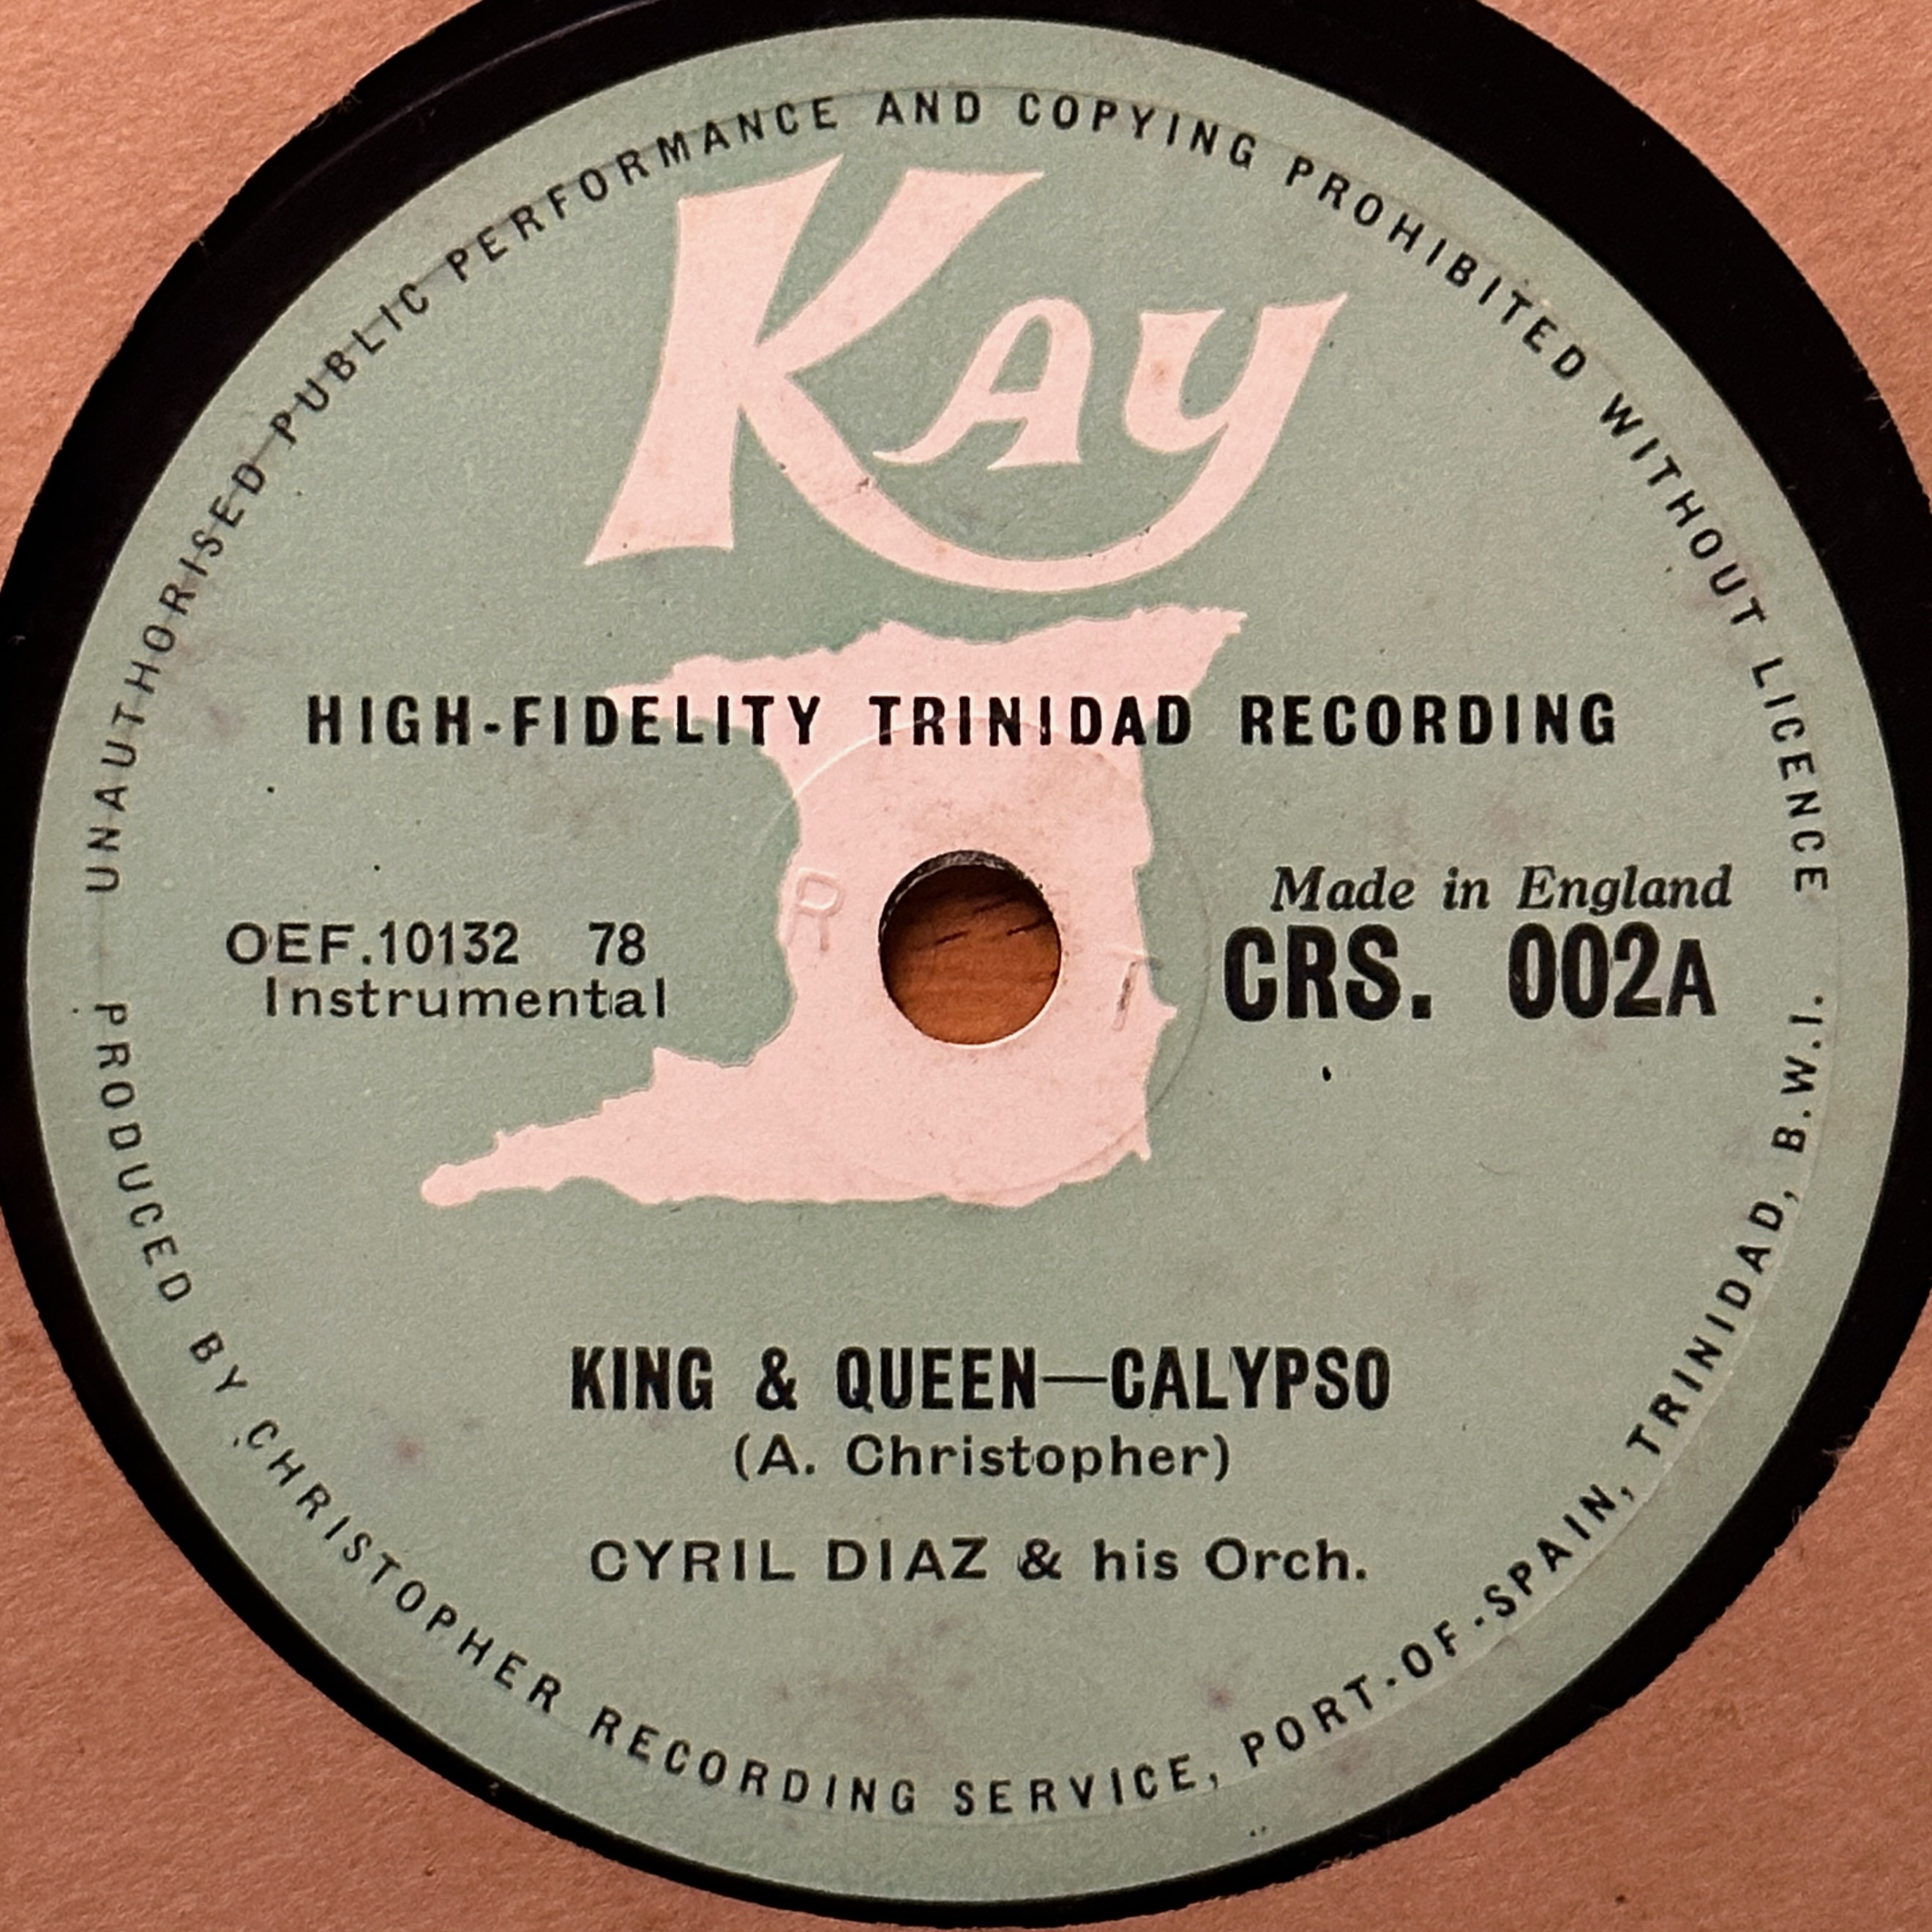 UNAUTHORISED PUBLIC PERFORMANCE AND COPYING PROHIBITED WITHOUT LICENCE
KAY
HIGH-FIDELITY TRINIDAD RECORDING
OEF.10132 78
Instrumental
Made in England
CRS. 002A
R
T
KING & QUEEN—CALYPSO
(A. Christopher)
CYRIL DIAZ & his Orch.
PRODUCED BY CHRISTOPHER RECORDING SERVICE, PORT-OF-SPAIN, TRINIDAD, B.W.I.